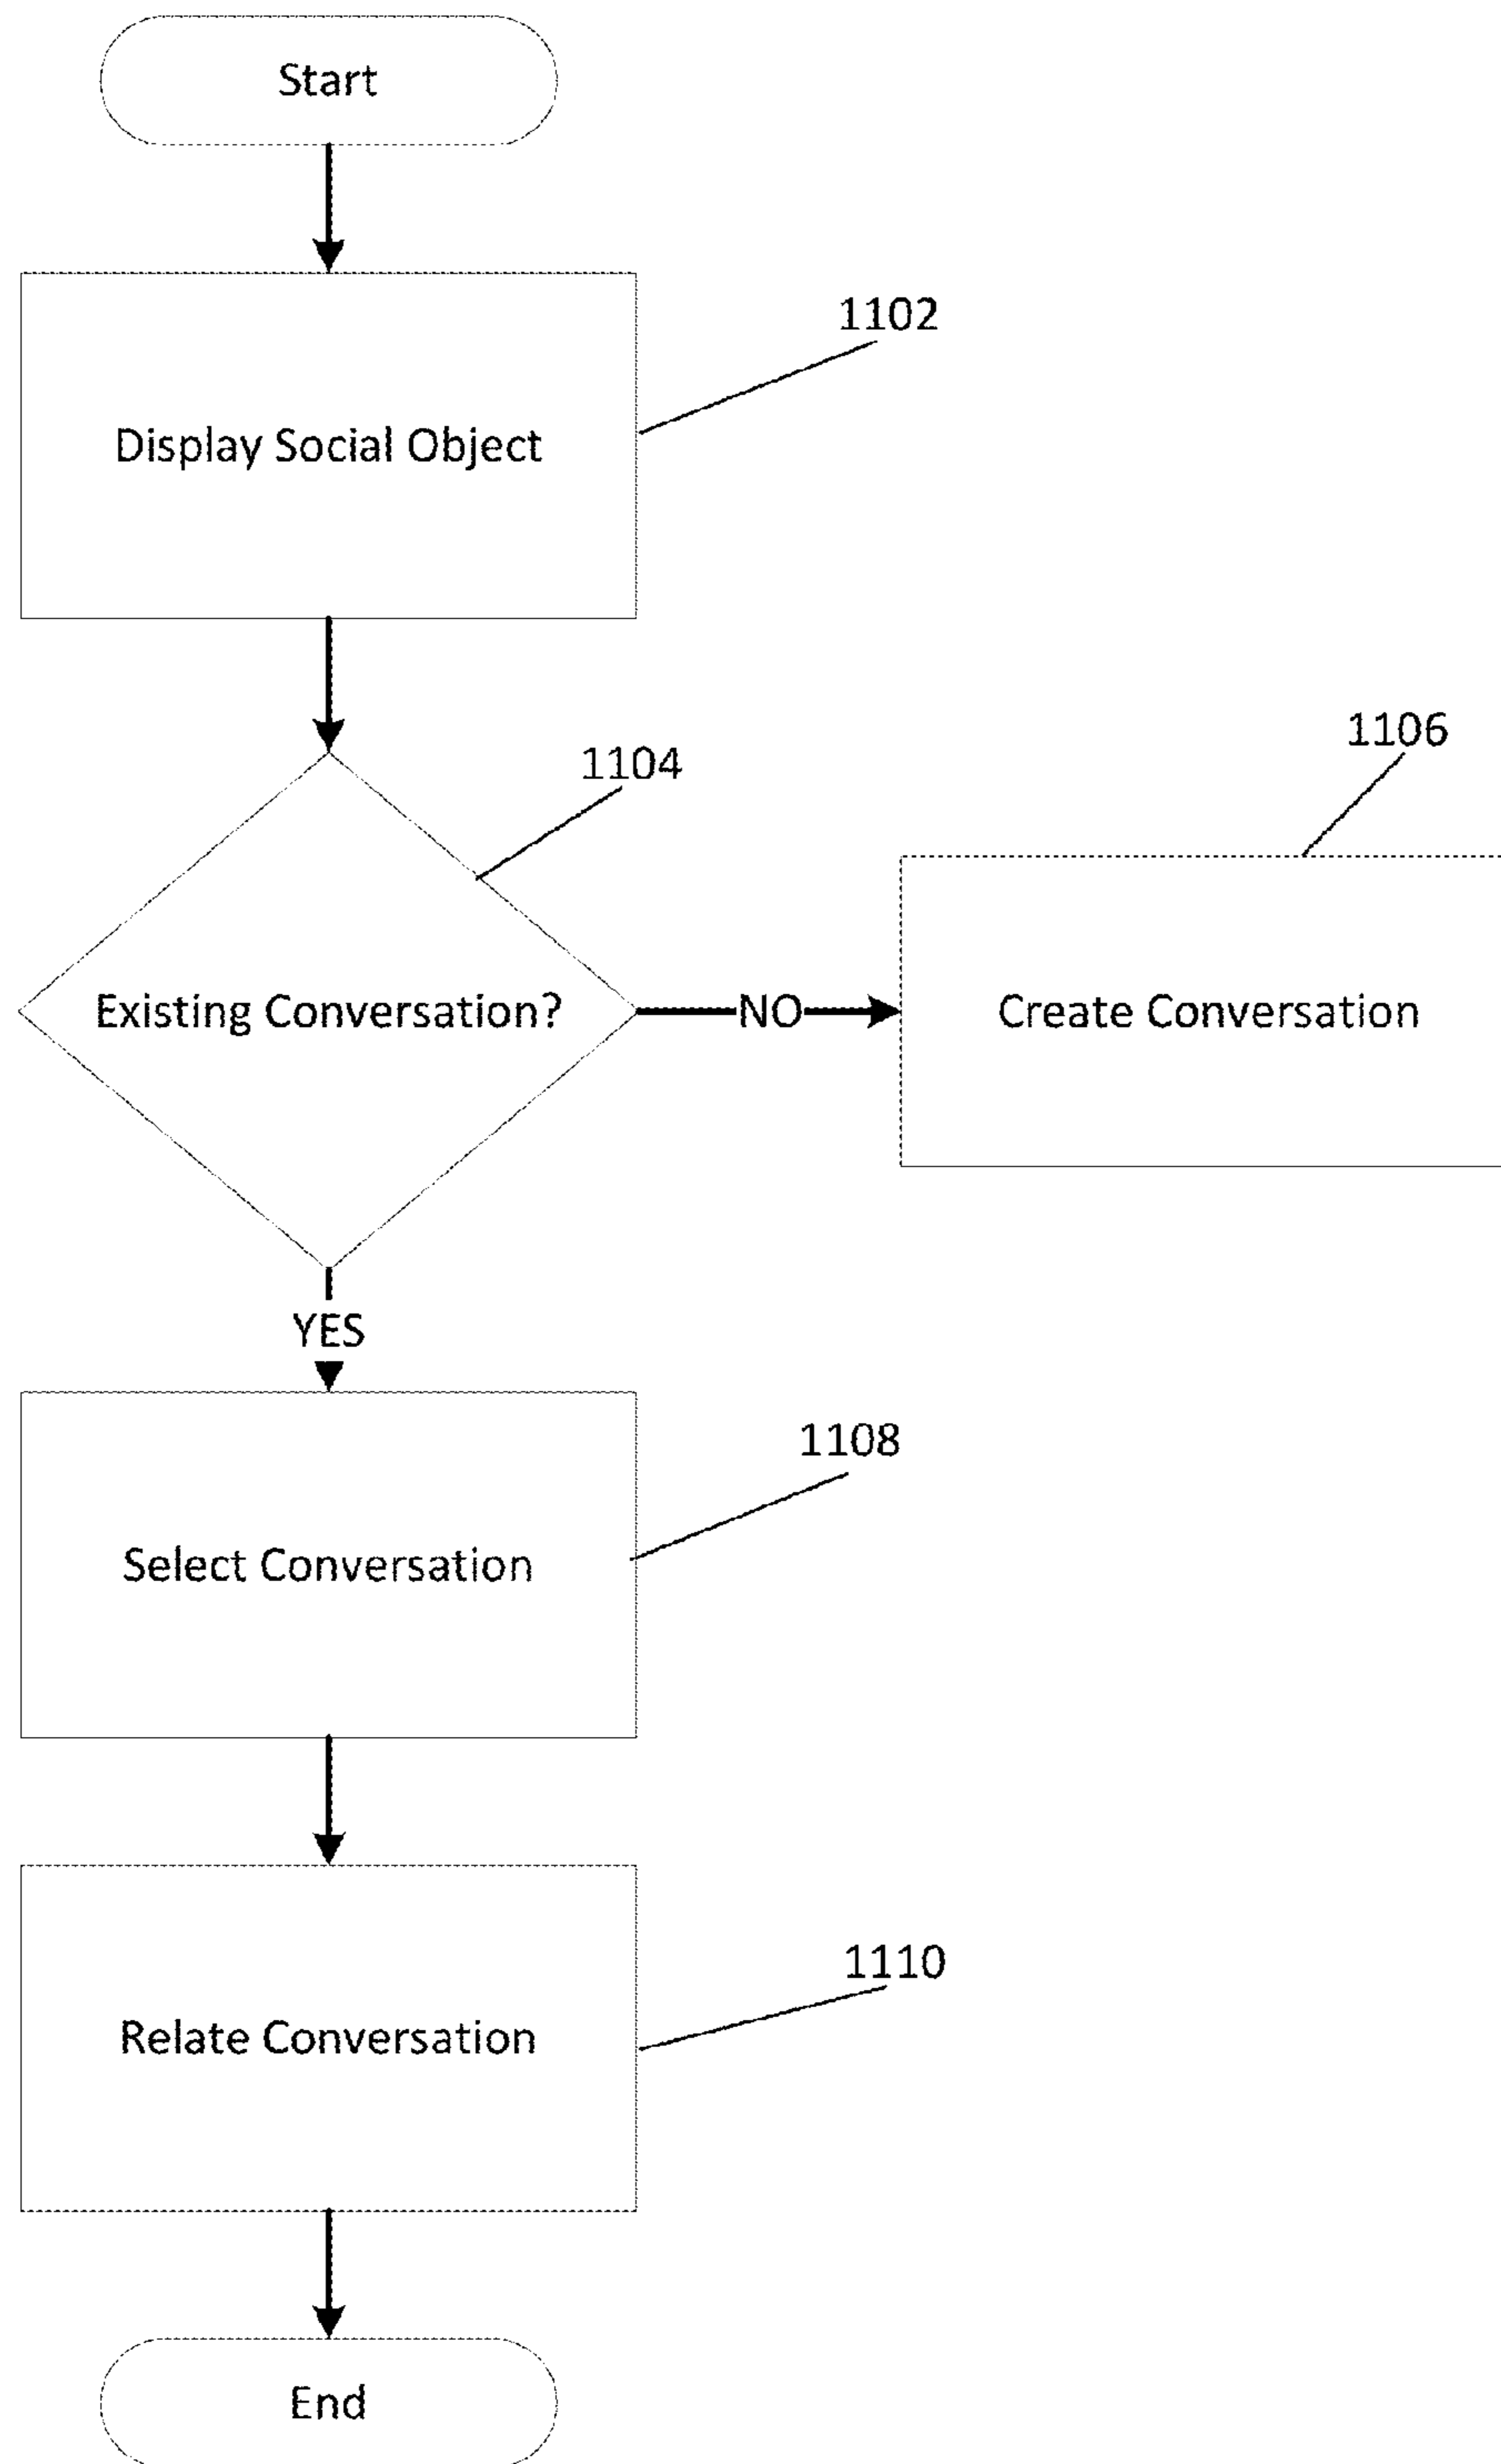 Start
1102
Display Social Object
1104
1106
Existing Conversation?
NO
Create Conversation
YES
1108
Select Conversation
1110
Relate Conversation
End